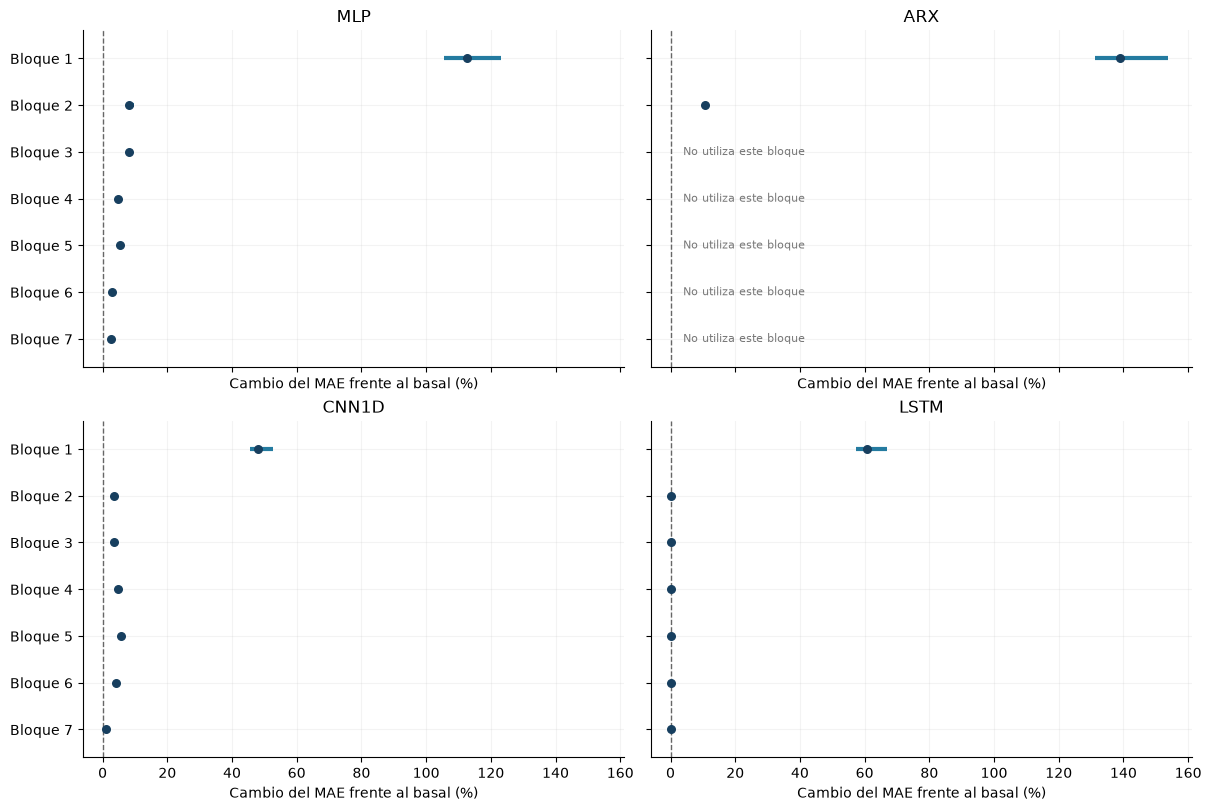 MLP
Bloque 1
Bloque 2
Bloque 3
Bloque 4
Bloque 5
Bloque 6
Bloque 7
Cambio del MAE frente al basal (%)
ARX
No utiliza este bloque
No utiliza este bloque
No utiliza este bloque
No utiliza este bloque
No utiliza este bloque
Cambio del MAE frente al basal (%)
CNN1D
Bloque 1
Bloque 2
Bloque 3
Bloque 4
Bloque 5
Bloque 6
Bloque 7
0 20 40 60 80 100 120 140 160
Cambio del MAE frente al basal (%)
LSTM
0 20 40 60 80 100 120 140 160
Cambio del MAE frente al basal (%)